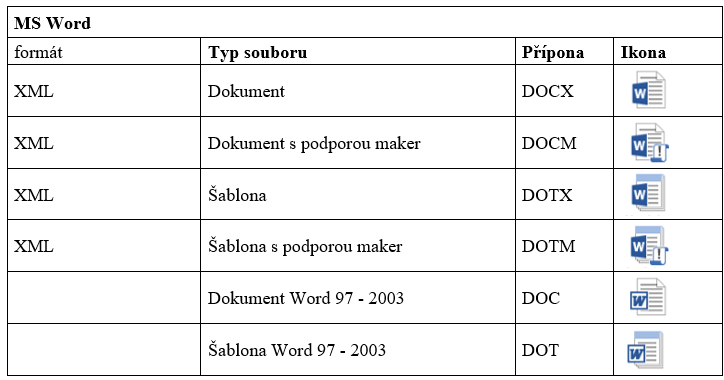 MS Word
formát Typ souboru Přípona Ikona
XML Dokument DOCX
XML Dokument s podporou maker DOCM
XML Šablona DOTX
XML Šablona s podporou maker DOTM
Dokument Word 97 - 2003 DOC
Šablona Word 97 - 2003 DOT